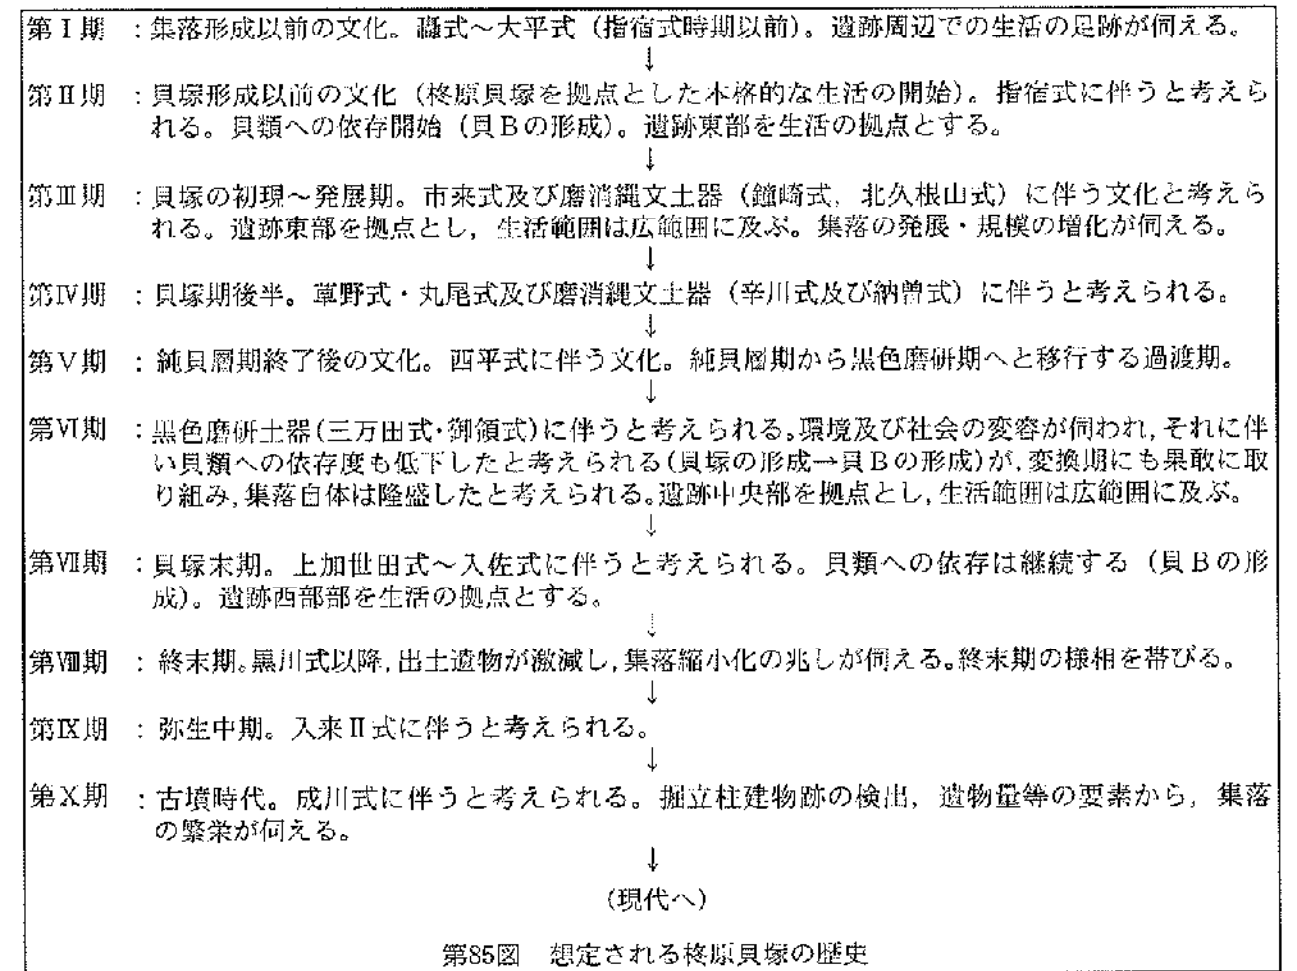 第Ⅰ期　：集落形成以前の文化。轟式～大平式（指宿式時期以前）。遺跡周辺での生活の足跡が伺える。
↓
第Ⅱ期　：貝塚形成以前の文化（柊原貝塚を拠点とした本格的な生活の開始）。指宿式に伴うと考えら
れる。貝類への依存開始（貝Ｂの形成）。遺跡東部を生活の拠点とする。
↓
第Ⅲ期　：貝塚の初現～発展期。市来式及び磨消縄文土器（鐘崎式，北久根山式）に伴う文化と考えら
れる。遺跡東部を拠点とし，生活範囲は広範囲に及ぶ。集落の発展・規模の増化が伺える。
↓
第Ⅳ期　：貝塚期後半。草野式・丸尾式及び磨消縄文土器（辛川式及び納曽式）に伴うと考えられる。
↓
第Ⅴ期　：純貝層期終了後の文化。西平式に伴う文化。純貝層期から黒色磨研期へと移行する過渡期。
↓
第Ⅵ期　：黒色磨研土器(三万田式・御領式)に伴うと考えられる。環境及び社会の変容が伺われ，それに伴
い貝類への依存度も低下したと考えられる(貝塚の形成→貝Ｂの形成)が，変換期にも果敢に取
り組み，集落自体は隆盛したと考えられる。遺跡中央部を拠点とし，生活範囲は広範囲に及ぶ。
↓
第Ⅶ期　：貝塚末期。上加世田式～入佐式に伴うと考えられる。貝類への依存は継続する（貝Ｂの形
成）。遺跡西部部を生活の拠点とする。
↓
第Ⅷ期　：終末期。黒川式以降，出土遺物が激減し，集落縮小化の兆しが伺える。終末期の様相を帯びる。
↓
第Ⅸ期　：弥生中期。入来Ⅱ式に伴うと考えられる。
↓
第Ⅹ期　：古墳時代。成川式に伴うと考えられる。掘立柱建物跡の検出，遺物量等の要素から，集落
の繁栄が伺える。
↓
（現代へ）
第85図　想定される柊原貝塚の歴史